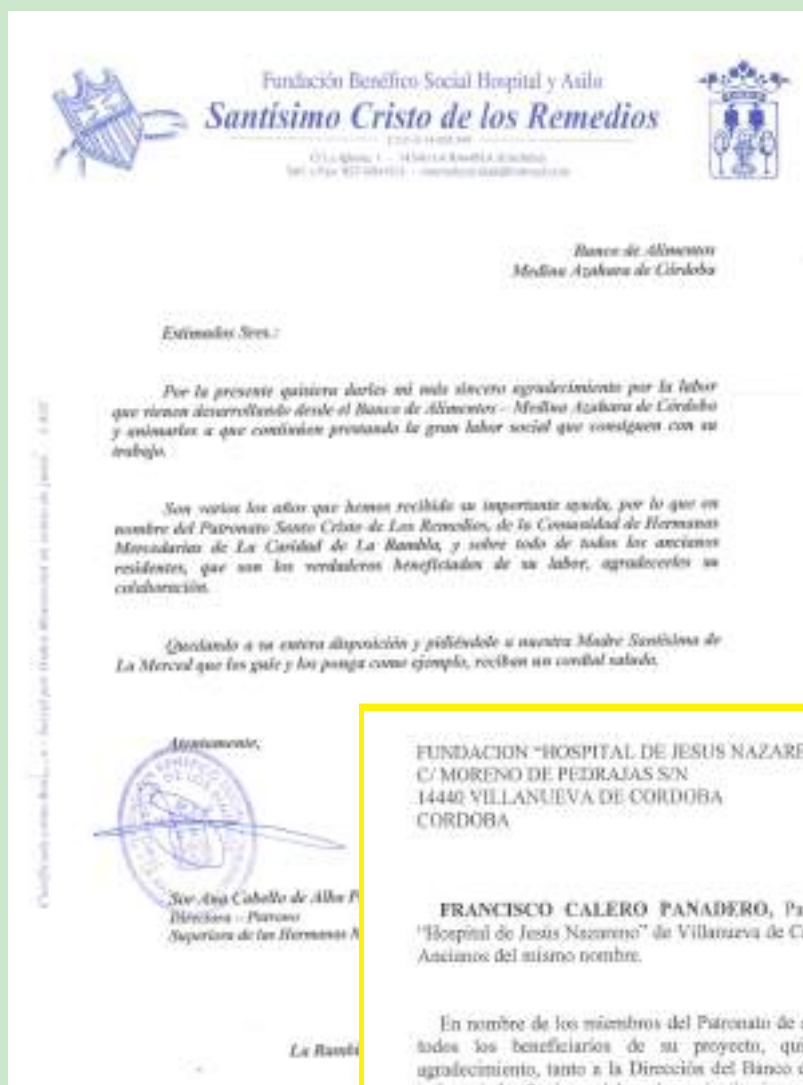 Fundación Benéfico Social Hospital y Asilo
Santísimo Cristo de los Remedios
Banco de Alimentos
Medina Azahara de Córdoba
Estimados Sres.:
Por la presente quisiera darles mi más sincero agradecimiento por la labor
que vienen desarrollando desde el Banco de Alimentos – Medina Azahara de Córdoba
y animarles a que continúen prestando la gran labor social que consiguen con su
trabajo.
Son varios los años que hemos recibido su importante ayuda, por lo que en
nombre del Patronato Santo Cristo de Los Remedios, de la Comunidad de Hermanas
Mercedarias de La Caridad de La Rambla, y sobre todo de todos los ancianos
residentes, que son los verdaderos beneficiados de su labor, agradecerles su
colaboración.
Quedando a su entera disposición y pidiéndole a nuestra Madre Santísima de
La Merced que los guíe y los ponga como ejemplo, reciban un cordial saludo.
Atentamente,
Sor Ana Cabello de Alba P
Directora – Patrono
Superiora de las Hermanas M
La Rambl
FUNDACION "HOSPITAL DE JESUS NAZARE
C/ MORENO DE PEDRAJAS S/N
14440 VILLANUEVA DE CORDOBA
CORDOBA
FRANCISCO CALERO PANADERO, Pa
"Hospital de Jesús Nazareno" de Villanueva de C
Ancianos del mismo nombre.
En nombre de los miembros del Patronato de
todos los beneficiarios de su proyecto, qui
agradecimiento, tanto a la Dirección del Banco